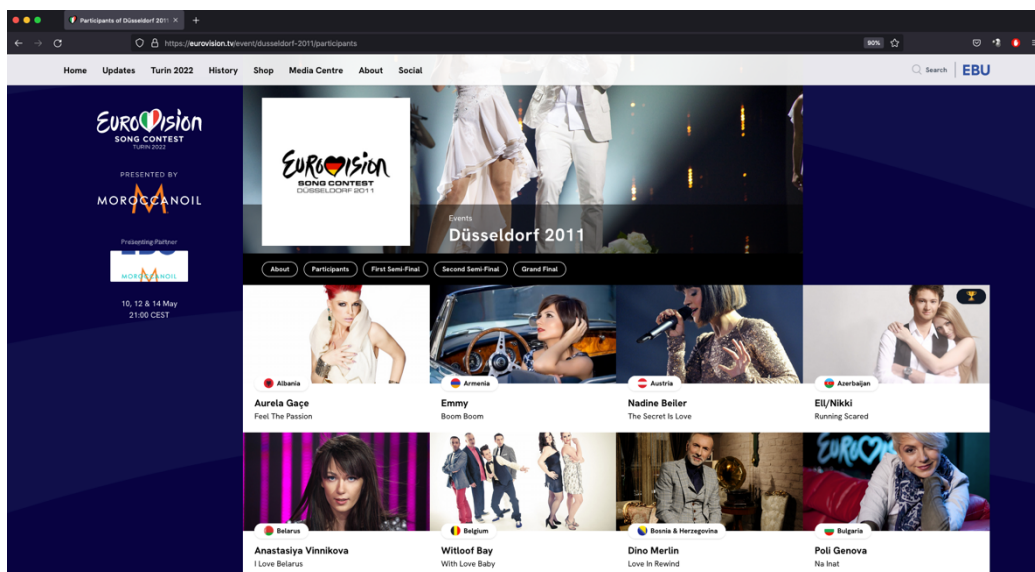 Participants of Düsseldorf 2011
https://eurovision.tv/event/dusseldorf-2011/participants
90%
Home Updates Turin 2022 History Shop Media Centre About Social
Search EBU
EUROVISION
SONG CONTEST
TURIN 2022
PRESENTED BY
MOROCCANOIL
Presenting Partner
EBU
MOROCCANOIL
10, 12 & 14 May
21:00 CEST
EUROVISION
SONG CONTEST
DÜSSELDORF 2011
Events
Düsseldorf 2011
About Participants First Semi-Final Second Semi-Final Grand Final
Albania
Aurela Gaçe
Feel The Passion
Armenia
Emmy
Boom Boom
Austria
Nadine Beiler
The Secret Is Love
Azerbaijan
Ell/Nikki
Running Scared
Belarus
Anastasiya Vinnikova
I Love Belarus
Belgium
Witloof Bay
With Love Baby
Bosnia & Herzegovina
Dino Merlin
Love In Rewind
EUROVI
Bulgaria
Poli Genova
Na Inat